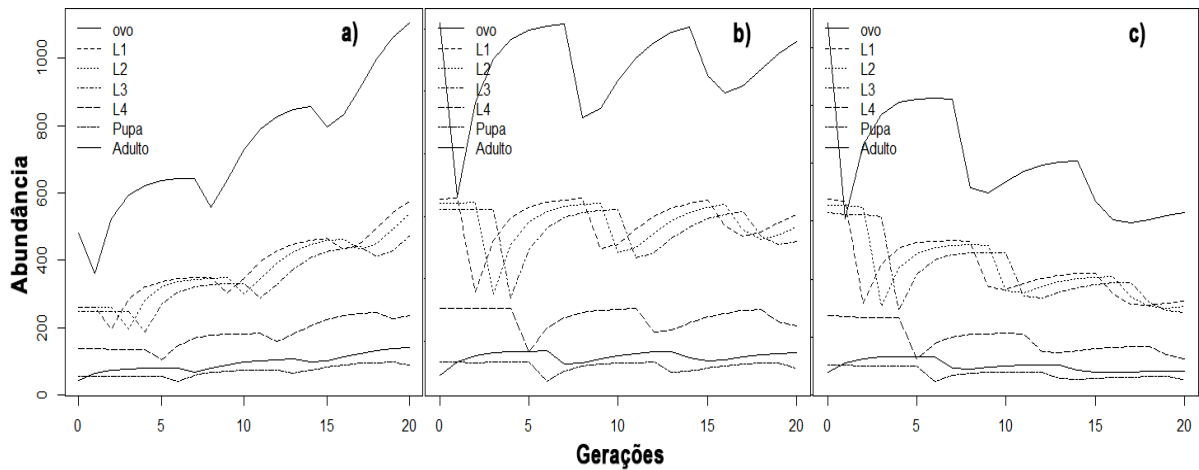 a)
ovo
L1
L2
L3
L4
Pupa
Adulto
b)
ovo
L1
L2
L3
L4
Pupa
Adulto
c)
ovo
L1
L2
L3
L4
Pupa
Adulto
Abundância
1000
800
600
400
200
0
0 5 10 15 20
0 5 10 15 20
0 5 10 15 20
Gerações